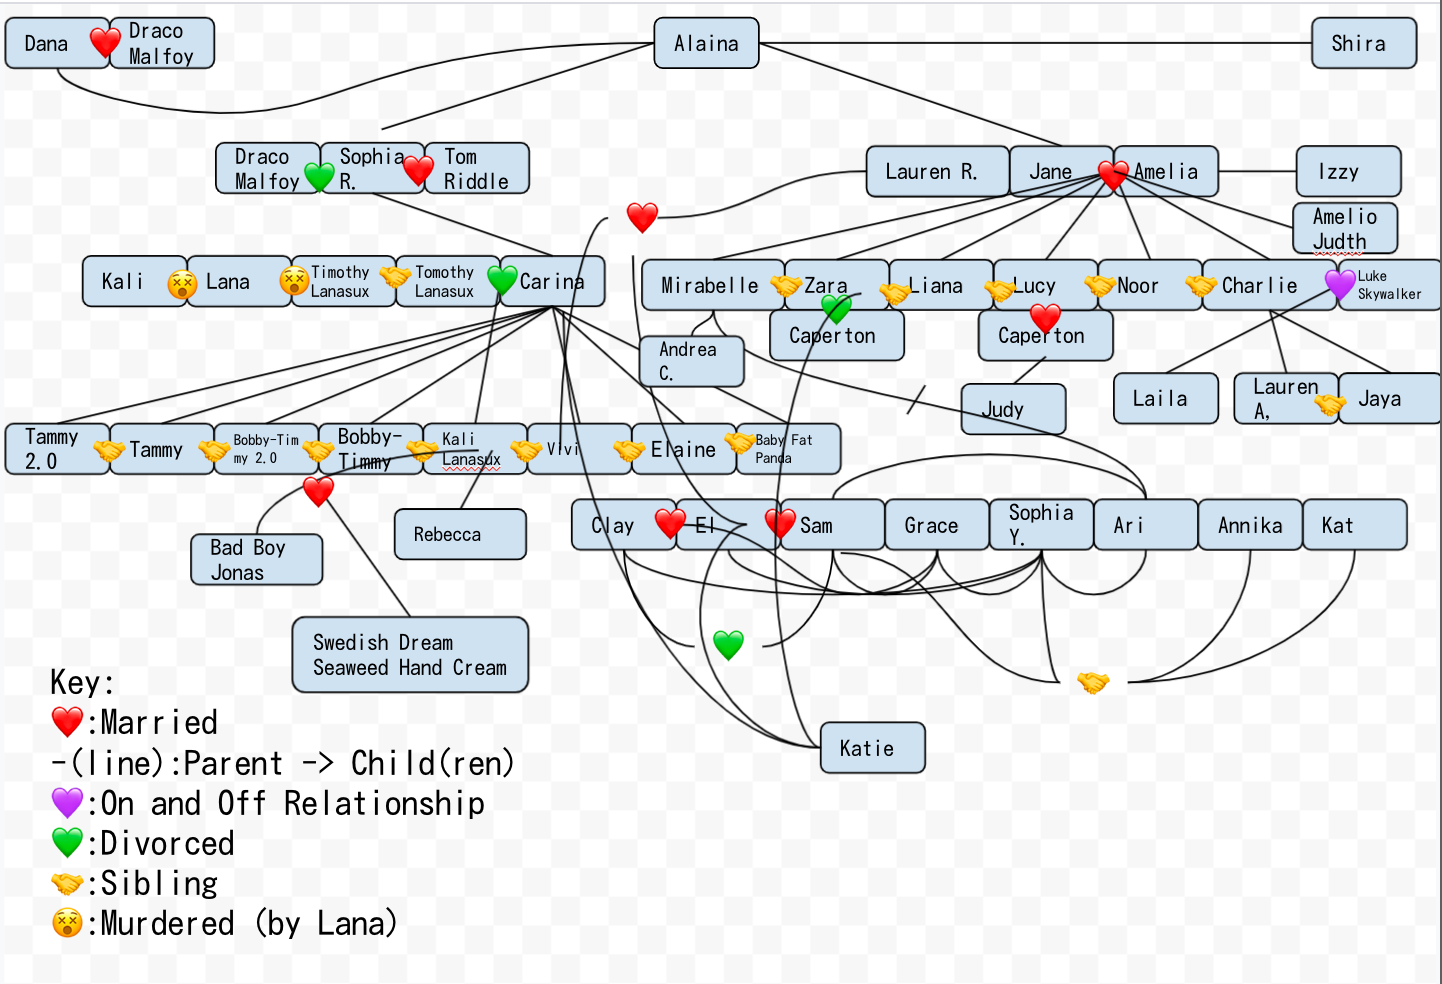 Dana
Draco
Malfoy
Alaina
Shira
Draco
Malfoy
Sophia
R.
Tom
Riddle
Lauren R.
Jane
Amelia
Izzy
Amelio
Judth
Kali
Lana
Timothy
Lanasux
Tomothy
Lanasux
Carina
Mirabelle
Zara
Liana
Lucy
Noor
Charlie
Luke
Skywalker
Andrea
C.
Caperton
Caperton
Judy
Laila
Lauren
A,
Jaya
Tammy
2.0
Tammy
Bobby-Tim
my 2.0
Bobby-
Timmy
Kali
Lanasux
Vivi
Elaine
Baby Fat
Panda
Bad Boy
Jonas
Rebecca
Clay
El
Sam
Grace
Sophia
Y.
Ari
Annika
Kat
Swedish Dream
Seaweed Hand Cream
Katie
Key:
❤️:Married
-(line):Parent -> Child(ren)
💜:On and Off Relationship
💚:Divorced
🤝:Sibling
😵:Murdered (by Lana)